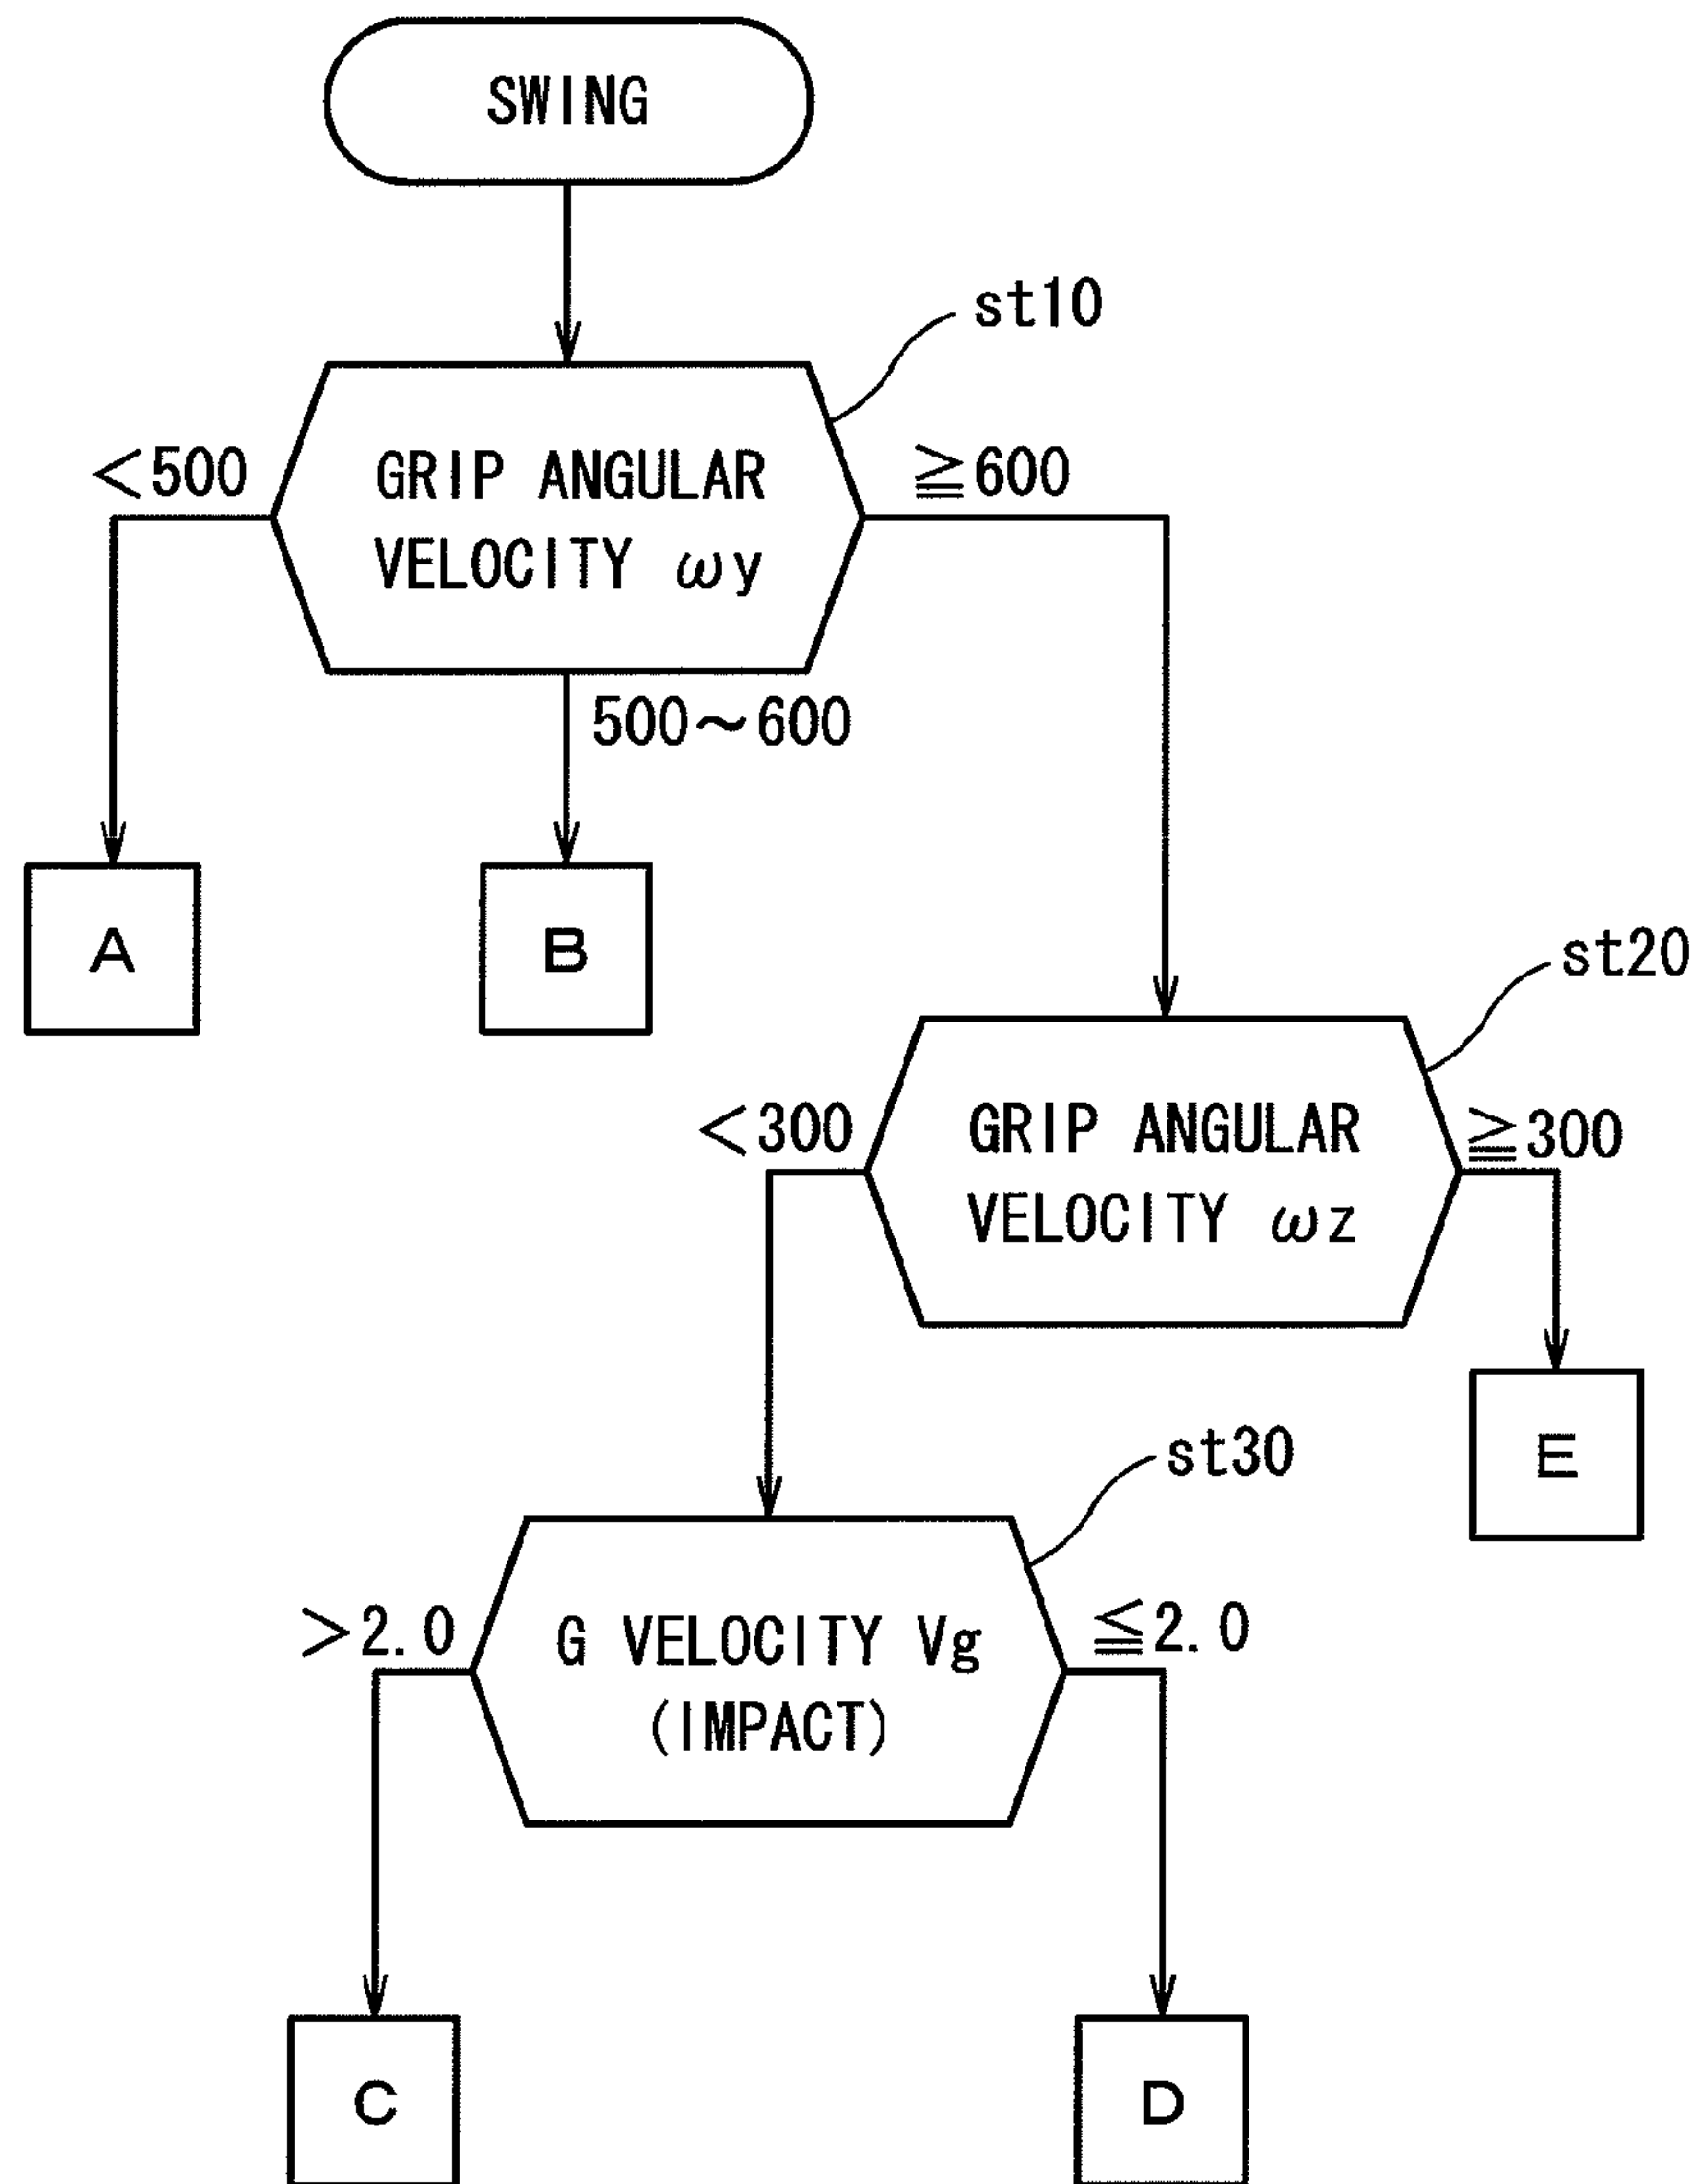 SWING
st10
<500
GRIP ANGULAR
VELOCITY ωy
≧600
500～600
A
B
st20
<300
GRIP ANGULAR
VELOCITY ωz
≧300
E
st30
>2.0
G VELOCITY Vg
(IMPACT)
≦2.0
C
D